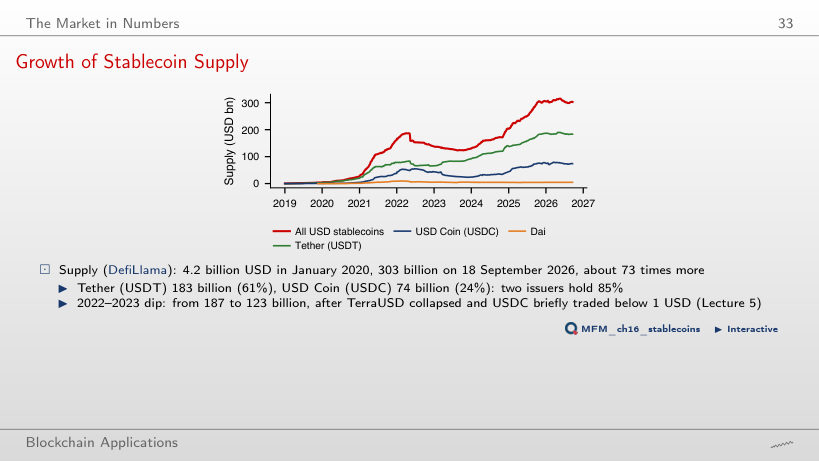 The Market in Numbers 33
Growth of Stablecoin Supply
Supply (USD bn)
300
200
100
0
2019 2020 2021 2022 2023 2024 2025 2026 2027
All USD stablecoins USD Coin (USDC) Dai
Tether (USDT)
Supply (DefiLlama): 4.2 billion USD in January 2020, 303 billion on 18 September 2026, about 73 times more
Tether (USDT) 183 billion (61%), USD Coin (USDC) 74 billion (24%): two issuers hold 85%
2022–2023 dip: from 187 to 123 billion, after TerraUSD collapsed and USDC briefly traded below 1 USD (Lecture 5)
MFM_ch16_stablecoins Interactive
Blockchain Applications